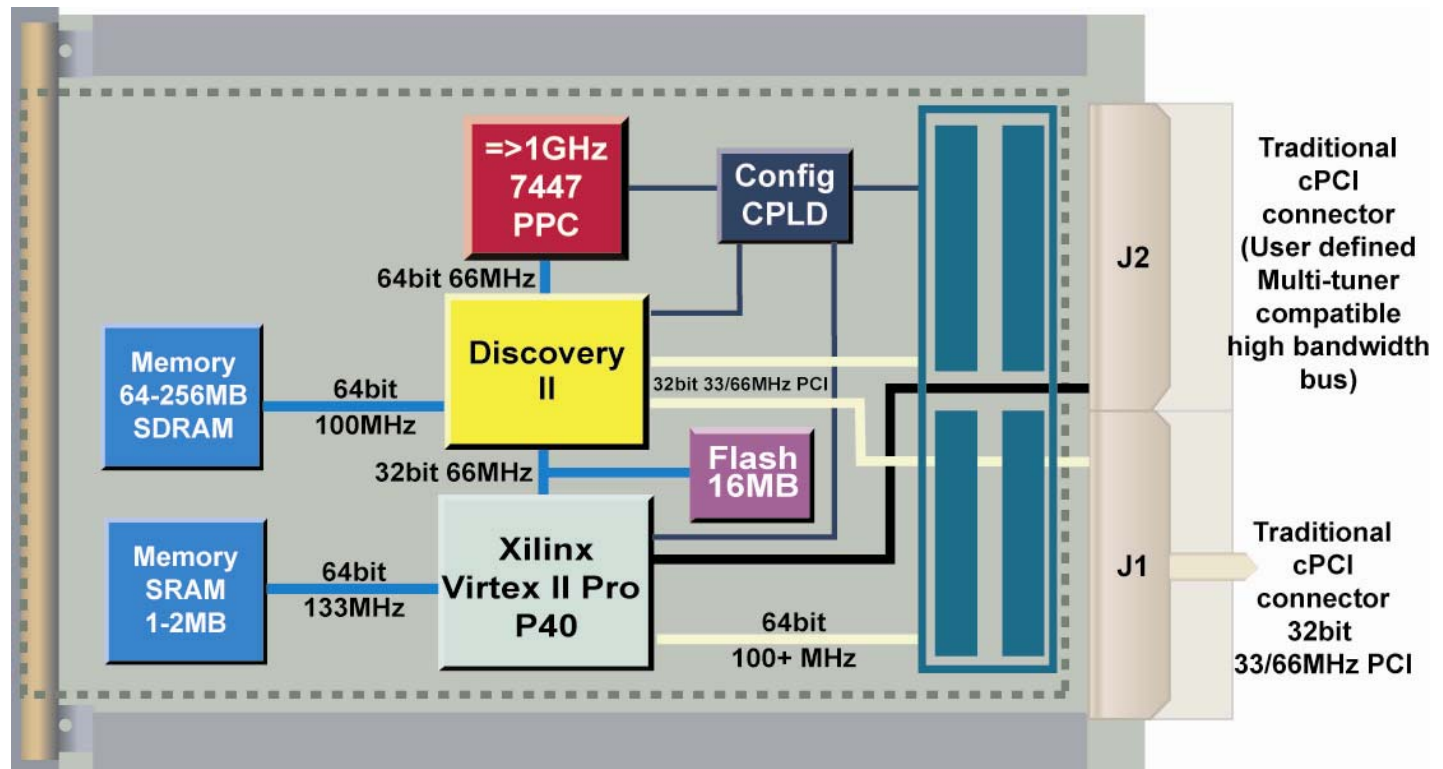 =>1GHz
7447
PPC
Config
CPLD
64bit 66MHz
Discovery
II
Memory
64-256MB
SDRAM
64bit
100MHz
32bit 33/66MHz PCI
32bit 66MHz
Flash
16MB
Memory
SRAM
1-2MB
64bit
133MHz
Xilinx
Virtex II Pro
P40
64bit
100+ MHz
J2
J1
Traditional
cPCI
connector
(User defined
Multi-tuner
compatible
high bandwidth
bus)
Traditional
cPCI
connector
32bit
33/66MHz PCI